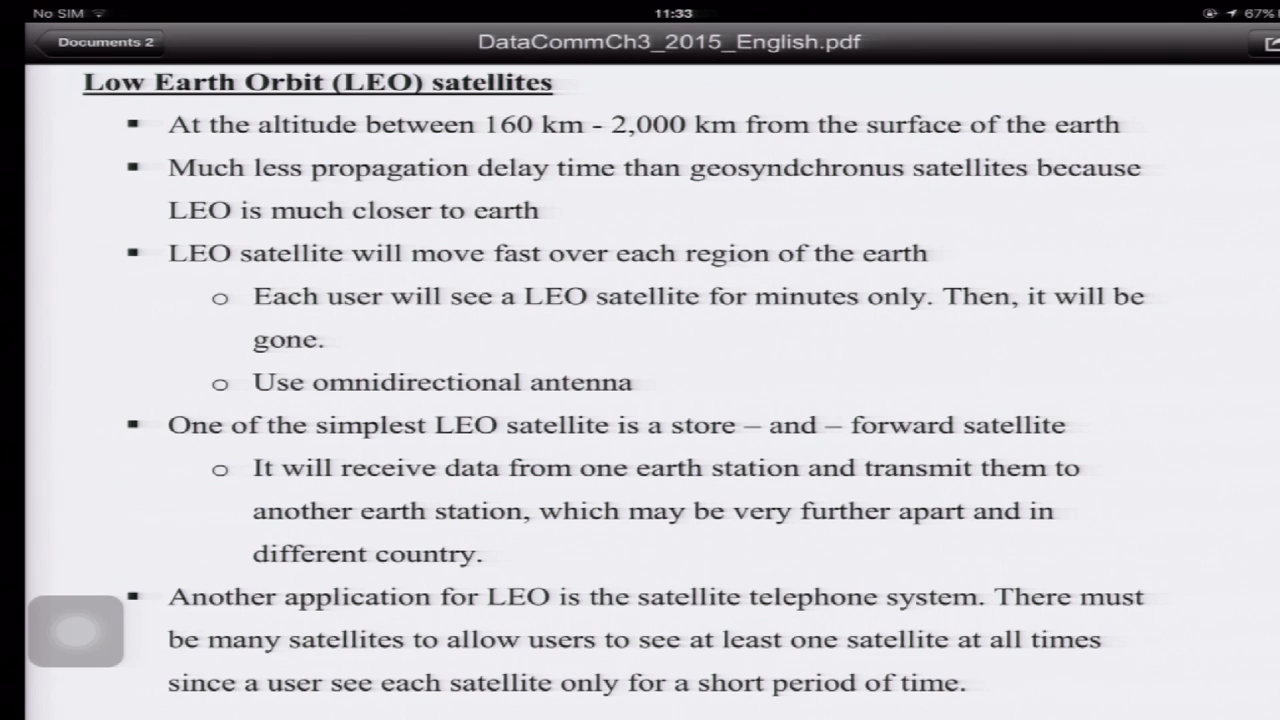 No SIM 11:33 67%
Documents 2 DataCommCh3_2015_English.pdf
Low Earth Orbit (LEO) satellites
▪ At the altitude between 160 km - 2,000 km from the surface of the earth
▪ Much less propagation delay time than geosyndchronus satellites because
LEO is much closer to earth
▪ LEO satellite will move fast over each region of the earth
o Each user will see a LEO satellite for minutes only. Then, it will be
gone.
o Use omnidirectional antenna
▪ One of the simplest LEO satellite is a store – and – forward satellite
o It will receive data from one earth station and transmit them to
another earth station, which may be very further apart and in
different country.
▪ Another application for LEO is the satellite telephone system. There must
be many satellites to allow users to see at least one satellite at all times
since a user see each satellite only for a short period of time.